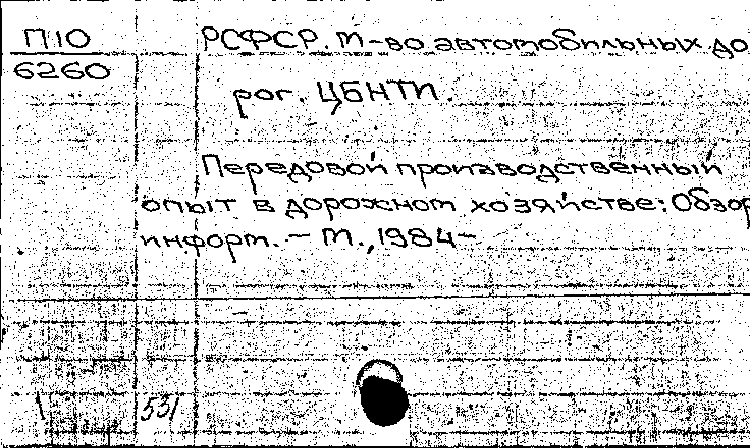 П10
6260
РСФСР. М-во автомобильных до
рог. ЦБНТИ.
Передовой производственный
опыт в дорожном хозяйстве: Обзор
информ. – М., 1984–
531